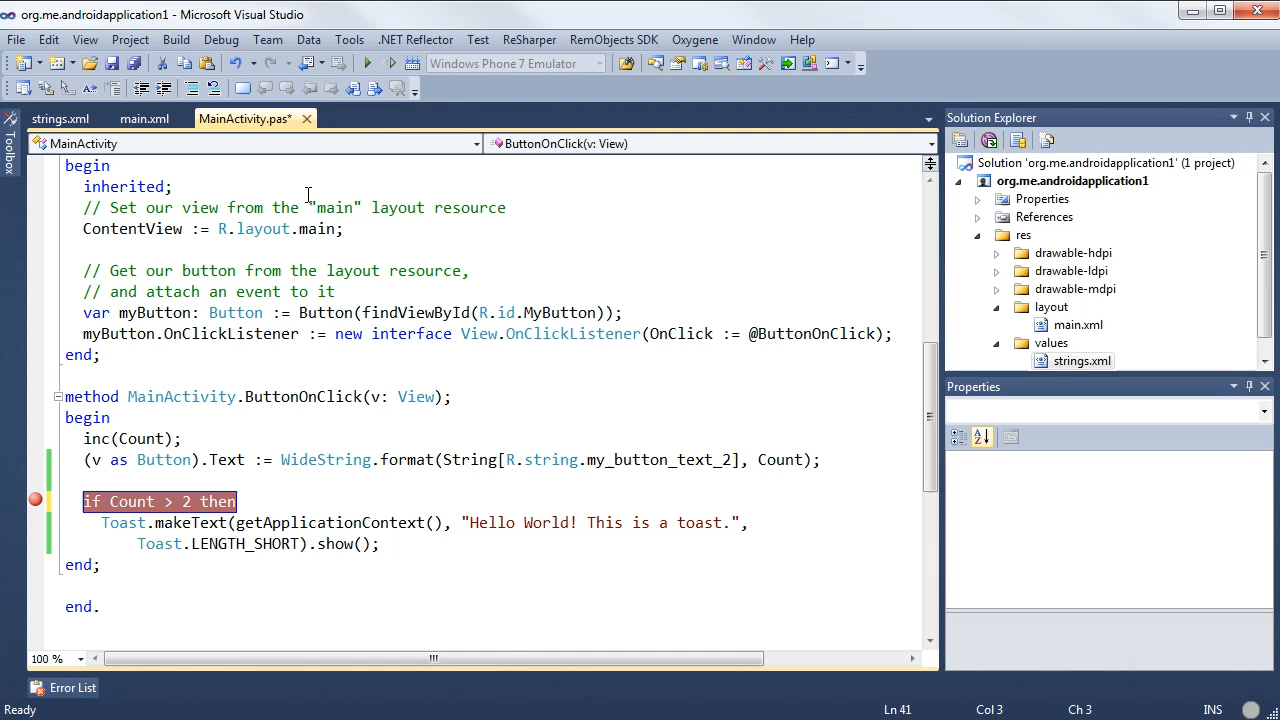 org.me.androidapplication1 - Microsoft Visual Studio
File Edit View Project Build Debug Team Data Tools .NET Reflector Test ReSharper RemObjects SDK Oxygene Window Help
Windows Phone 7 Emulator
Toolbox
strings.xml main.xml MainActivity.pas*
MainActivity ButtonOnClick(v: View)
begin
inherited;
// Set our view from the "main" layout resource
ContentView := R.layout.main;
// Get our button from the layout resource,
// and attach an event to it
var myButton: Button := Button(findViewById(R.id.MyButton));
myButton.OnClickListener := new interface View.OnClickListener(OnClick := @ButtonOnClick);
end;
method MainActivity.ButtonOnClick(v: View);
begin
inc(Count);
(v as Button).Text := WideString.format(String[R.string.my_button_text_2], Count);
if Count > 2 then
Toast.makeText(getApplicationContext(), "Hello World! This is a toast.",
Toast.LENGTH_SHORT).show();
end;
end.
100 %
Solution Explorer
Solution 'org.me.androidapplication1' (1 project)
org.me.androidapplication1
Properties
References
res
drawable-hdpi
drawable-ldpi
drawable-mdpi
layout
main.xml
values
strings.xml
Properties
Error List
Ready Ln 41 Col 3 Ch 3 INS